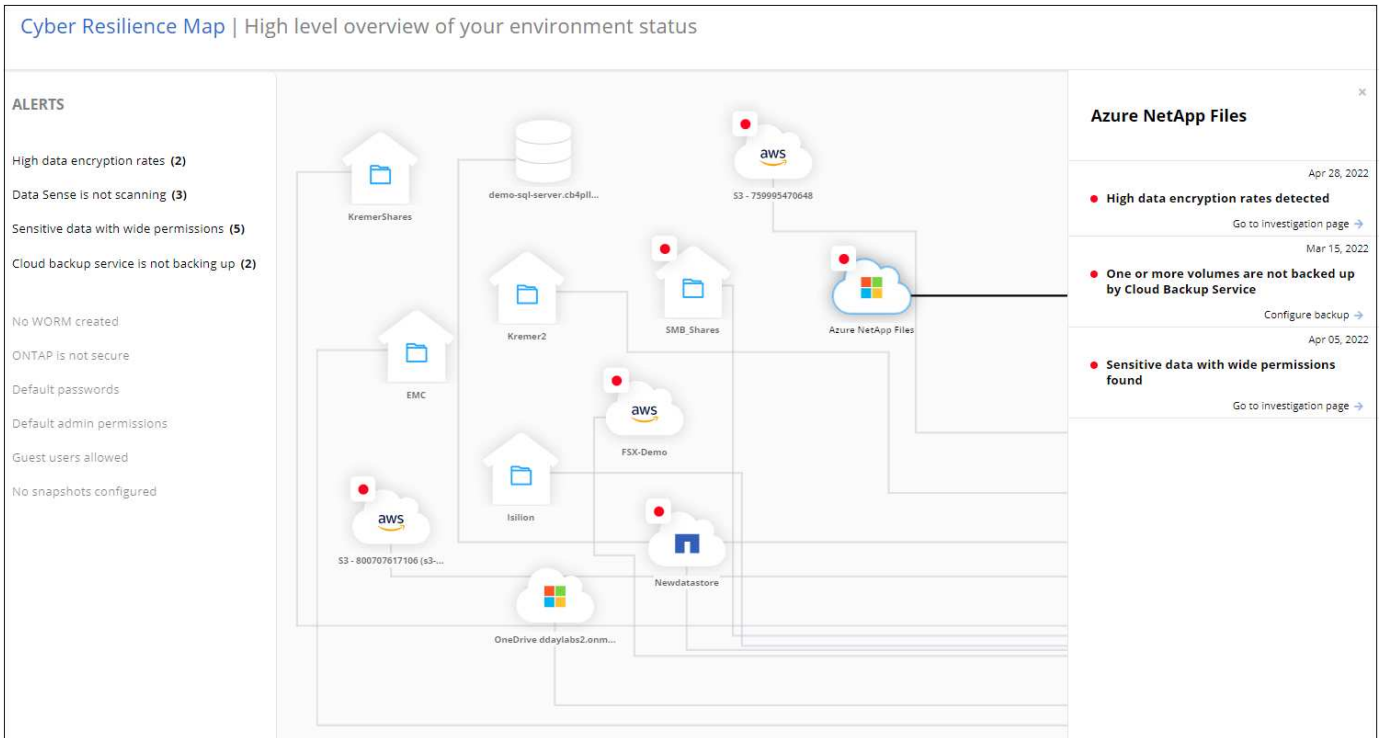 Cyber Resilience Map | High level overview of your environment status
ALERTS
High data encryption rates (2)
Data Sense is not scanning (3)
Sensitive data with wide permissions (5)
Cloud backup service is not backing up (2)
No WORM created
ONTAP is not secure
Default passwords
Default admin permissions
Guest users allowed
No snapshots configured
KremerShares
demo-sql-server.cb4pll...
aws
S3 - 759995470648
Kremer2
SMB_Shares
Azure NetApp Files
EMC
aws
FSX-Demo
Isilion
aws
S3 - 800707617106 (s3-...
Newdatastore
OneDrive ddaylabs2.onm...
×
Azure NetApp Files
Apr 28, 2022
High data encryption rates detected
Go to investigation page →
Mar 15, 2022
One or more volumes are not backed up
by Cloud Backup Service
Configure backup →
Apr 05, 2022
Sensitive data with wide permissions
found
Go to investigation page →